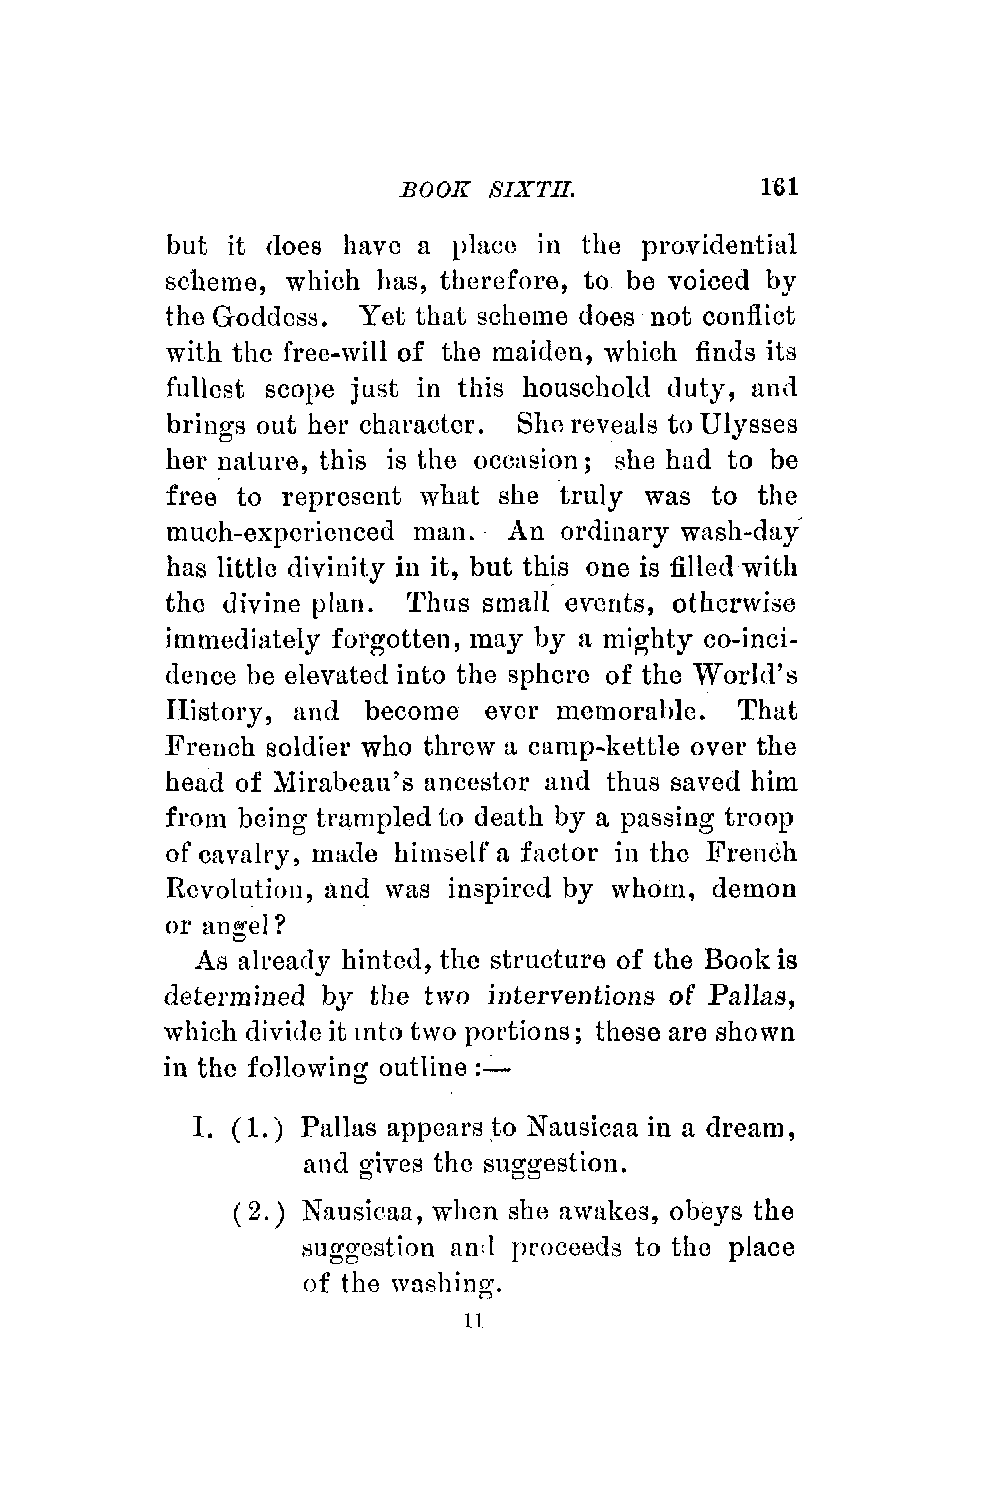 BOOK SIXTH. 161
but it does have a place in the providential
scheme, which has, therefore, to be voiced by
the Goddess. Yet that scheme does not conflict
with the free-will of the maiden, which finds its
fullest scope just in this household duty, and
brings out her character. She reveals to Ulysses
her nature, this is the occasion; she had to be
free to represent what she truly was to the
much-experienced man. An ordinary wash-day
has little divinity in it, but this one is filled with
the divine plan. Thus small events, otherwise
immediately forgotten, may by a mighty co-inci-
dence be elevated into the sphere of the World's
History, and become ever memorable. That
French soldier who threw a camp-kettle over the
head of Mirabeau's ancestor and thus saved him
from being trampled to death by a passing troop
of cavalry, made himself a factor in the French
Revolution, and was inspired by whom, demon
or angel?
As already hinted, the structure of the Book is
determined by the two interventions of Pallas,
which divide it into two portions; these are shown
in the following outline:—
I. (1.) Pallas appears to Nausicaa in a dream,
and gives the suggestion.
(2.) Nausicaa, when she awakes, obeys the
suggestion and proceeds to the place
of the washing.
11